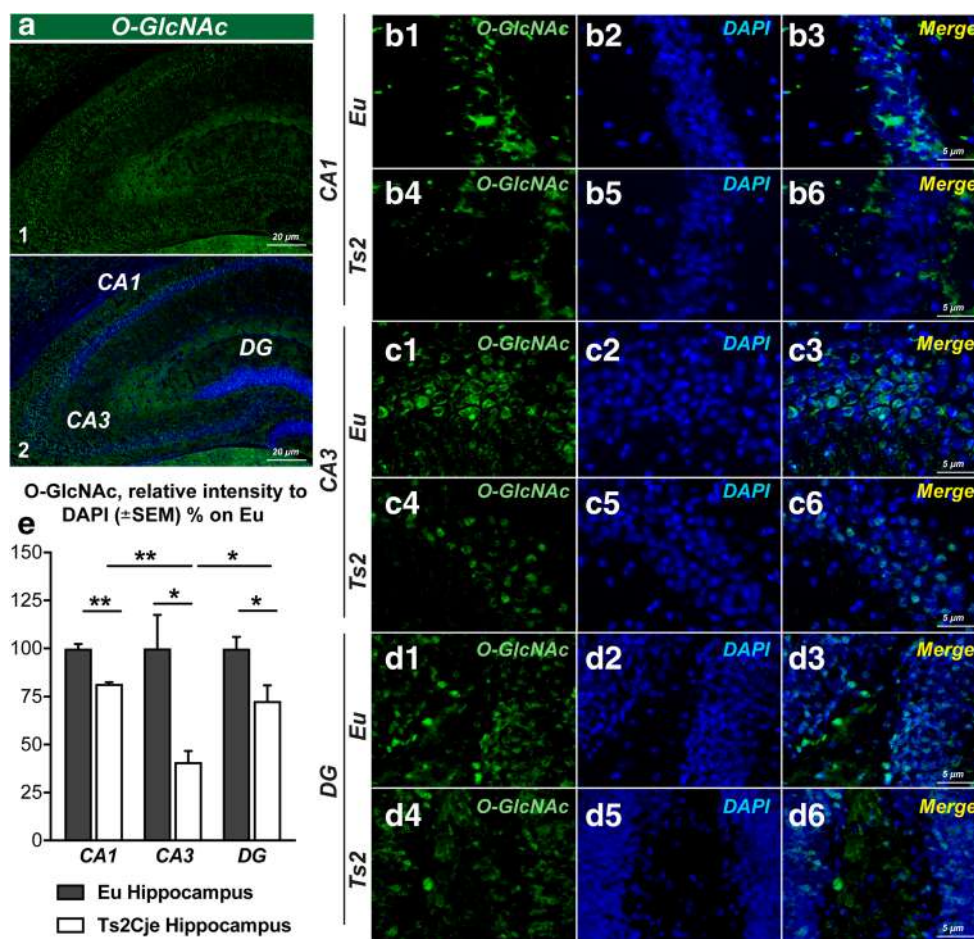 a
O-GlcNAc
1
20 µm
CA1
DG
CA3
2
20 µm
O-GlcNAc, relative intensity to
DAPI (±SEM) % on Eu
e
150
125
100
75
50
25
0
** *
** * *
CA1 CA3 DG
Eu Hippocampus
Ts2Cje Hippocampus
CA1
Eu
b1 O-GlcNAc
b2 DAPI
b3 Merge
5 µm
Ts2
b4 O-GlcNAc
b5 DAPI
b6 Merge
5 µm
CA3
Eu
c1 O-GlcNAc
c2 DAPI
c3 Merge
5 µm
Ts2
c4 O-GlcNAc
c5 DAPI
c6 Merge
5 µm
DG
Eu
d1 O-GlcNAc
d2 DAPI
d3 Merge
5 µm
Ts2
d4 O-GlcNAc
d5 DAPI
d6 Merge
5 µm